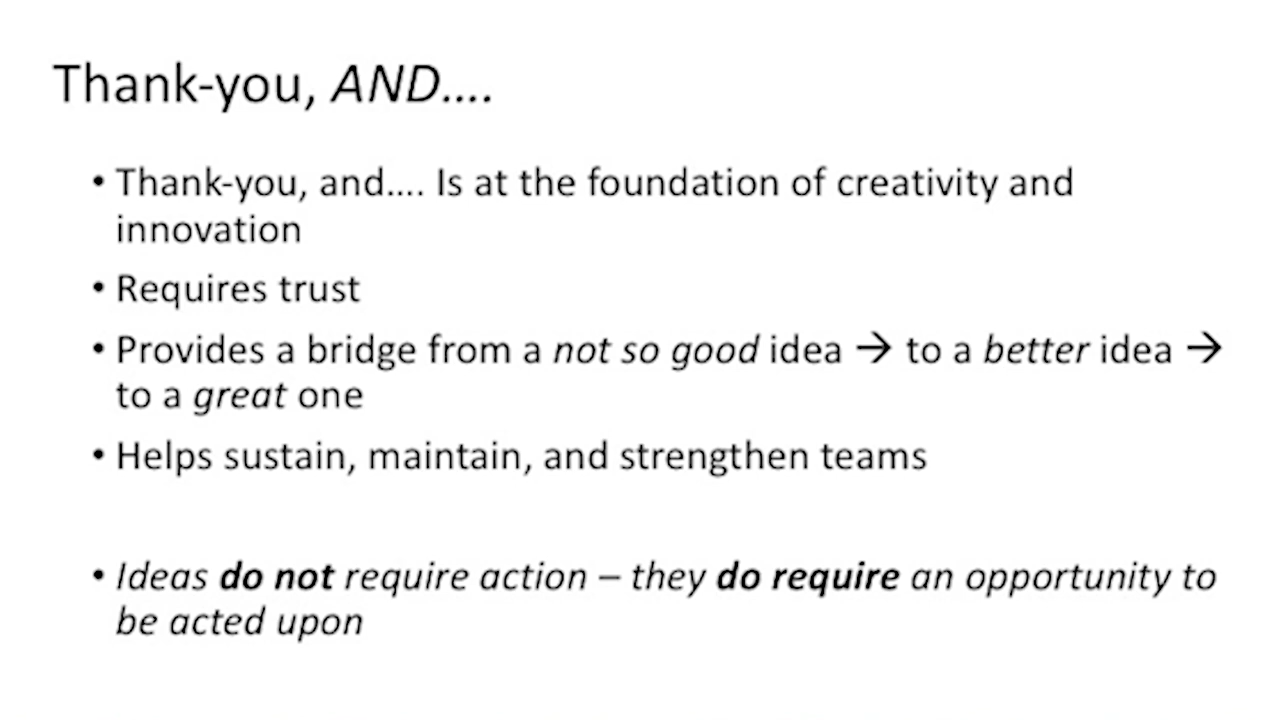 Thank-you, AND....
• Thank-you, and.... Is at the foundation of creativity and
innovation
• Requires trust
• Provides a bridge from a not so good idea → to a better idea →
to a great one
• Helps sustain, maintain, and strengthen teams
• Ideas do not require action – they do require an opportunity to
be acted upon